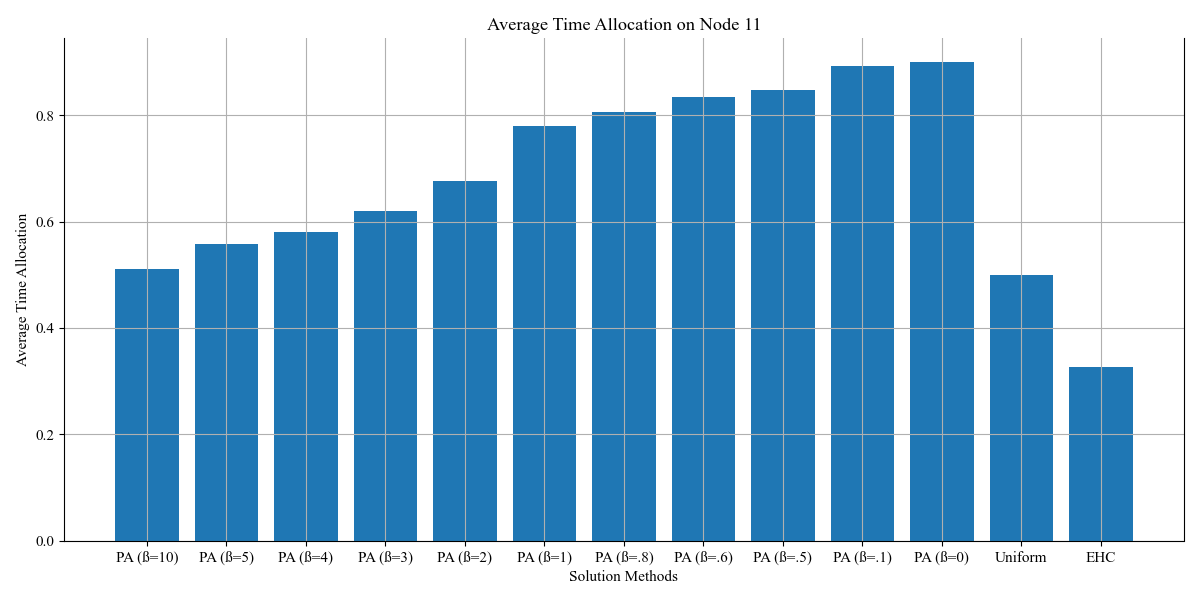 Average Time Allocation on Node 11
Average Time Allocation
0.8
0.6
0.4
0.2
0.0
PA (ß=10) PA (ß=5) PA (ß=4) PA (ß=3) PA (ß=2) PA (ß=1) PA (ß=.8) PA (ß=.6) PA (ß=.5) PA (ß=.1) PA (ß=0) Uniform EHC
Solution Methods